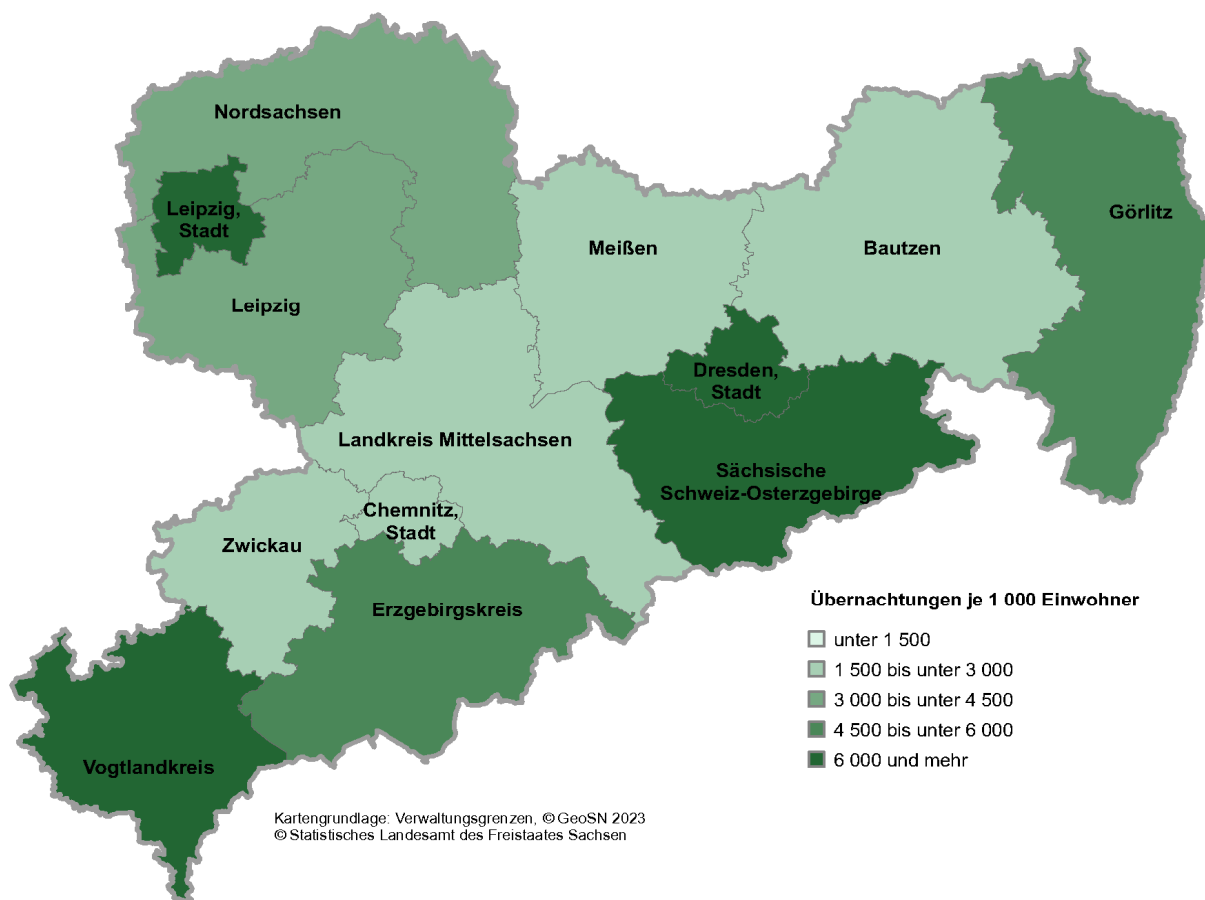 Nordsachsen
Leipzig,
Stadt
Görlitz
Meißen
Bautzen
Leipzig
Dresden,
Stadt
Landkreis Mittelsachsen
Sächsische
Schweiz-Osterzgebirge
Chemnitz,
Stadt
Zwickau
Erzgebirgskreis
Vogtlandkreis
Übernachtungen je 1 000 Einwohner
unter 1 500
1 500 bis unter 3 000
3 000 bis unter 4 500
4 500 bis unter 6 000
6 000 und mehr
Kartengrundlage: Verwaltungsgrenzen, © GeoSN 2023
© Statistisches Landesamt des Freistaates Sachsen